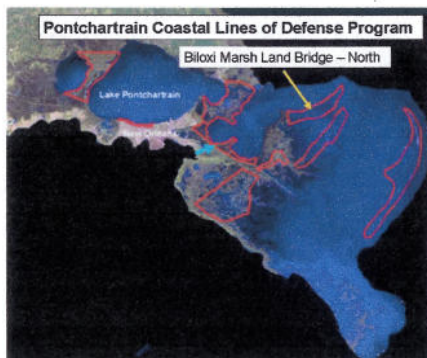 Pontchartrain Coastal Lines of Defense Program
Biloxi Marsh Land Bridge – North
Lake Pontchartrain
New Orleans